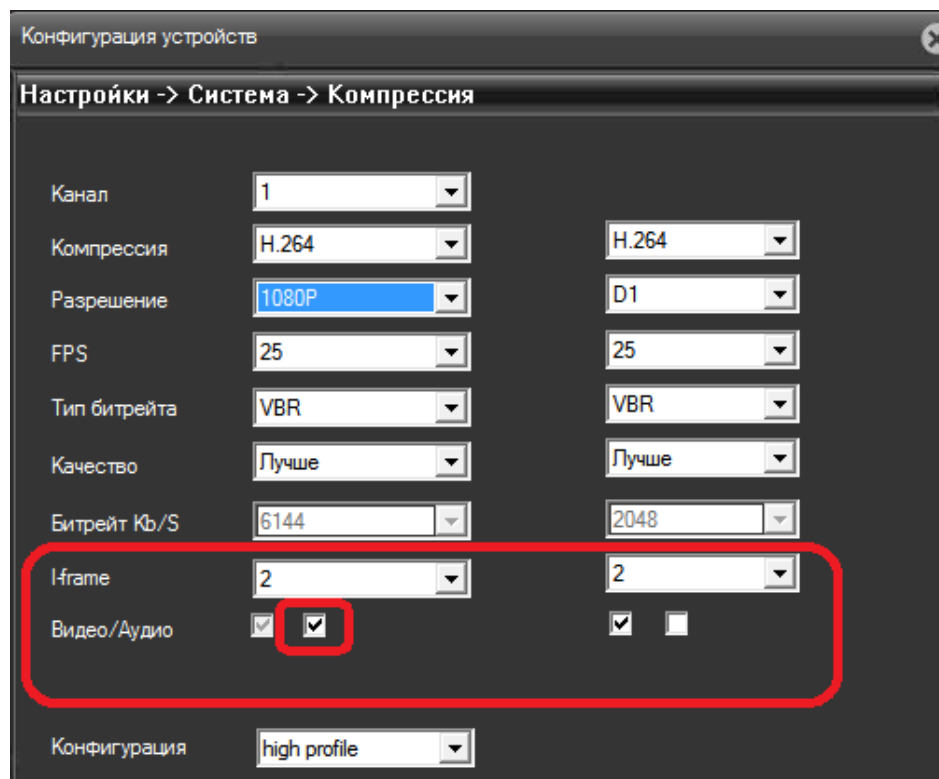 Конфигурация устройств
Настройки -> Система -> Компрессия
Канал 1
Компрессия H.264 H.264
Разрешение 1080P D1
FPS 25 25
Тип битрейта VBR VBR
Качество Лучше Лучше
Битрейт Kb/S 6144 2048
I-frame 2 2
Видео/Аудио
Конфигурация high profile